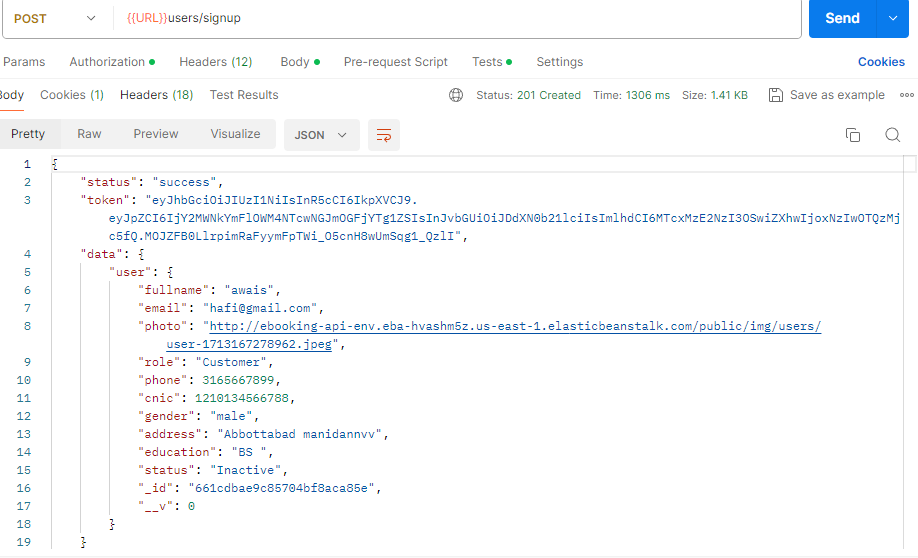 POST {{URL}}users/signup Send
Params Authorization Headers (12) Body Pre-request Script Tests Settings Cookies
Body Cookies (1) Headers (18) Test Results Status: 201 Created Time: 1306 ms Size: 1.41 KB Save as example
Pretty Raw Preview Visualize JSON
1 {
2 "status": "success",
3 "token": "eyJhbGciOiJIUzI1NiIsInR5cCI6IkpXVCJ9.
eyJpZCI6IjY2MWNkYmFlOWM4NTcwNGJmOGFjYTg1ZSIsInJvbGUiOiJDdXN0b21lciIsImlhdCI6MTcxMzE2NzI3OSwiZXhwIjoxNzIwOTQzMj
c5fQ.MOJZFB0LlrpimRaFyymFpTWi_O5cnH8wUmSqg1_QzlI",
4 "data": {
5 "user": {
6 "fullname": "awais",
7 "email": "hafi@gmail.com",
8 "photo": "http://ebooking-api-env.eba-hvashm5z.us-east-1.elasticbeanstalk.com/public/img/users/
user-1713167278962.jpeg",
9 "role": "Customer",
10 "phone": 3165667899,
11 "cnic": 1210134566788,
12 "gender": "male",
13 "address": "Abbottabad manidannvv",
14 "education": "BS ",
15 "status": "Inactive",
16 "_id": "661cdbae9c85704bf8aca85e",
17 "__v": 0
18 }
19 }